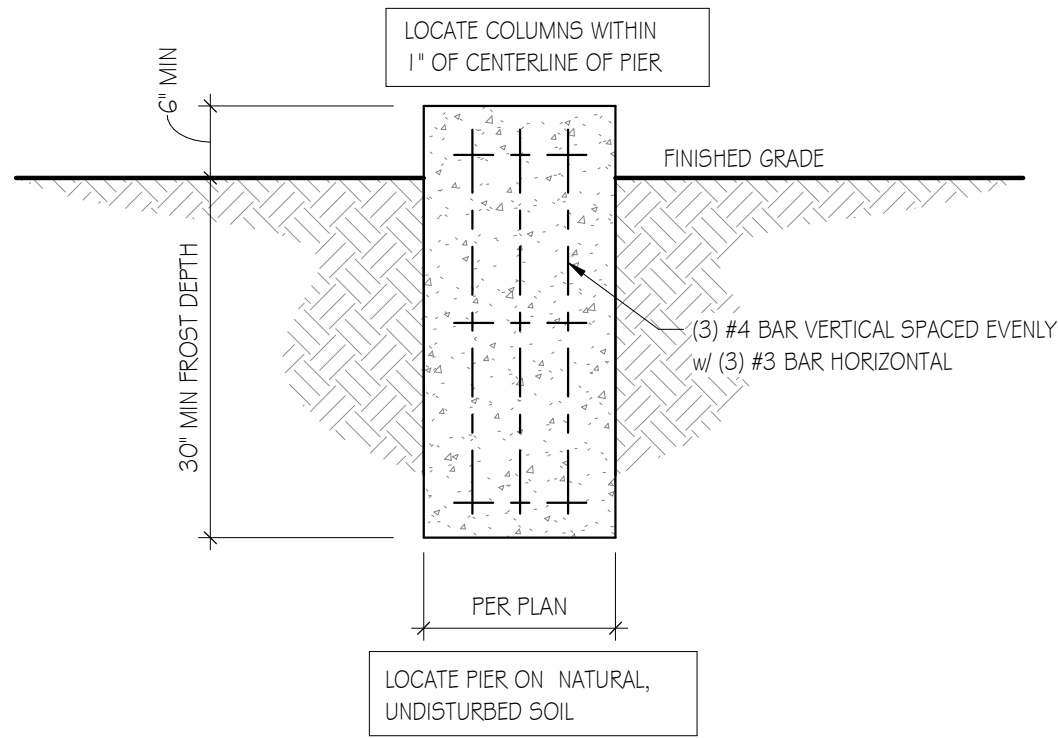 LOCATE COLUMNS WITHIN
1" OF CENTERLINE OF PIER
6" MIN
FINISHED GRADE
30" MIN FROST DEPTH
(3) #4 BAR VERTICAL SPACED EVENLY
w/ (3) #3 BAR HORIZONTAL
PER PLAN
LOCATE PIER ON NATURAL,
UNDISTURBED SOIL